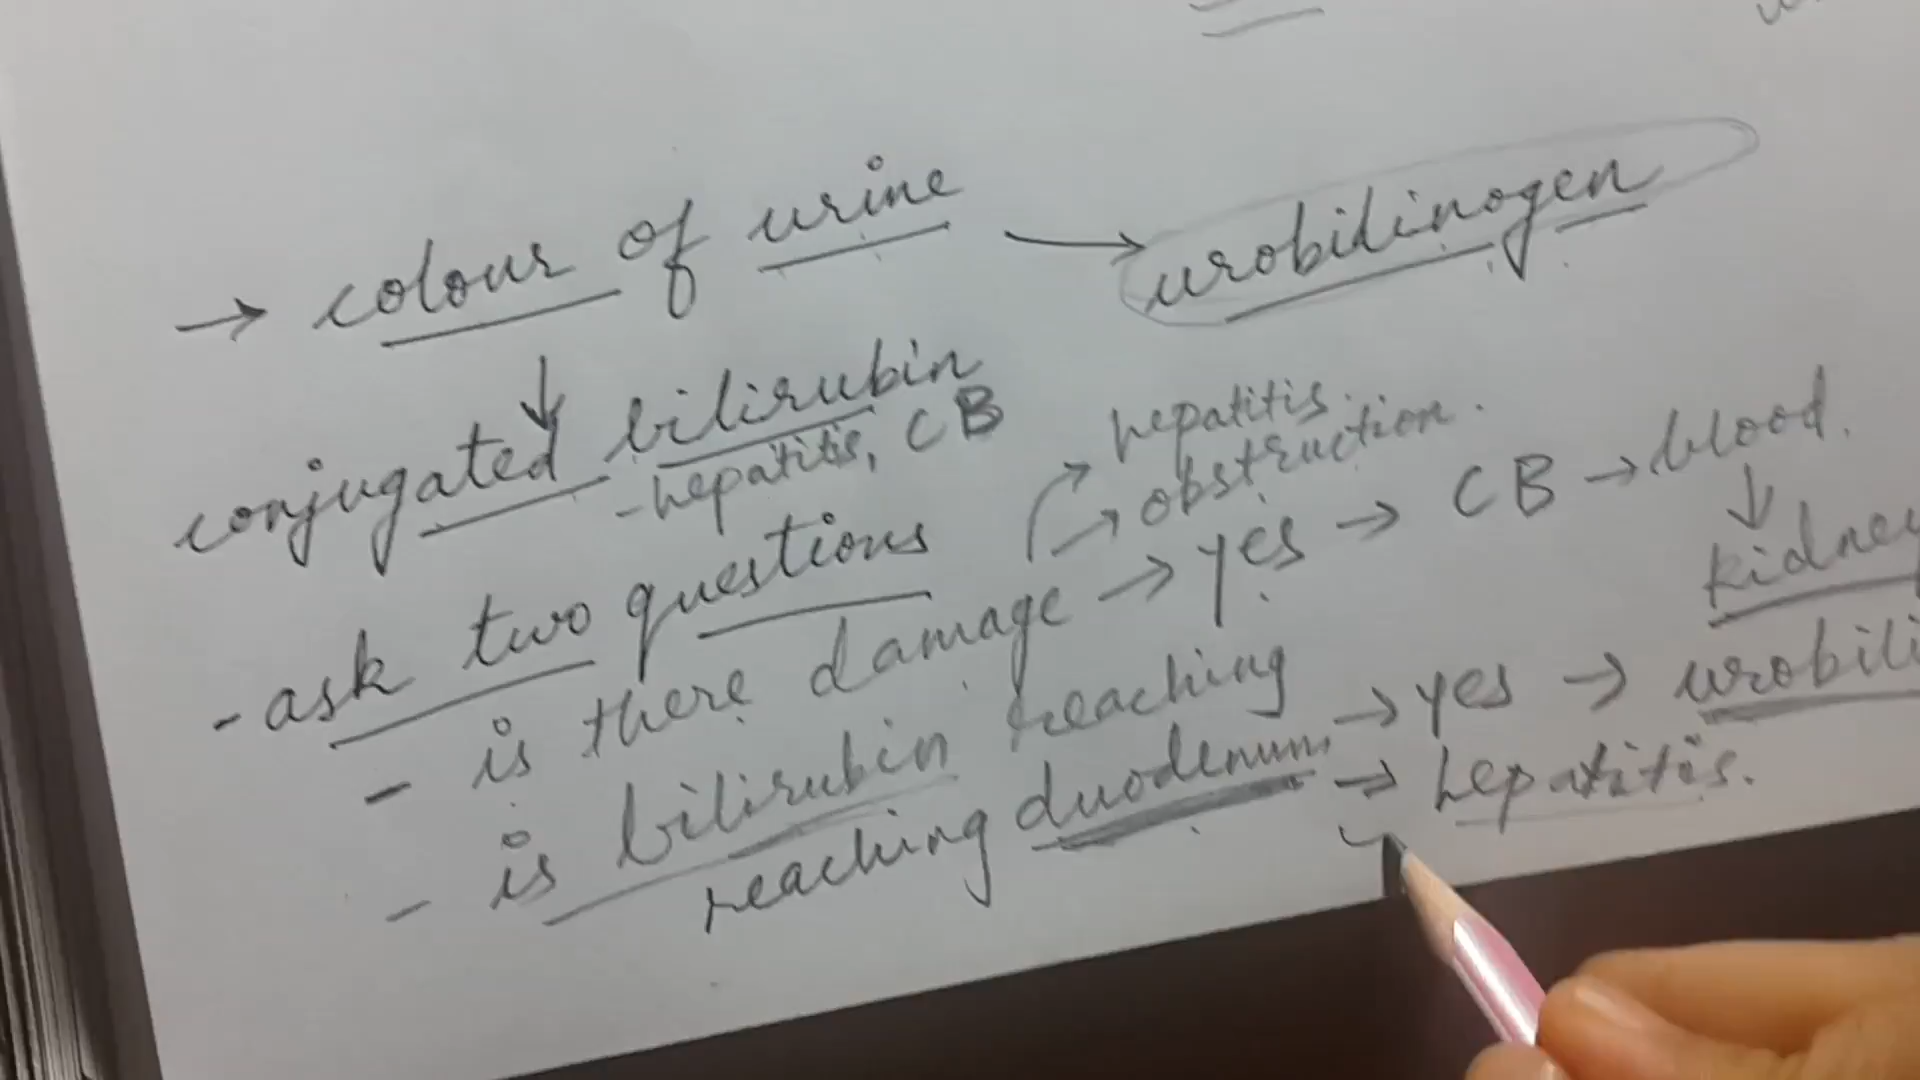 → colour of urine → urobilinogen
↓
conjugated bilirubin
- hepatitis, CB
- ask two questions
→ hepatitis.
→ obstruction.
- is there damage → yes → CB → blood.
↓
kidney
- is bilirubin reaching
reaching duodenum → yes → urobili
→ hepatitis.